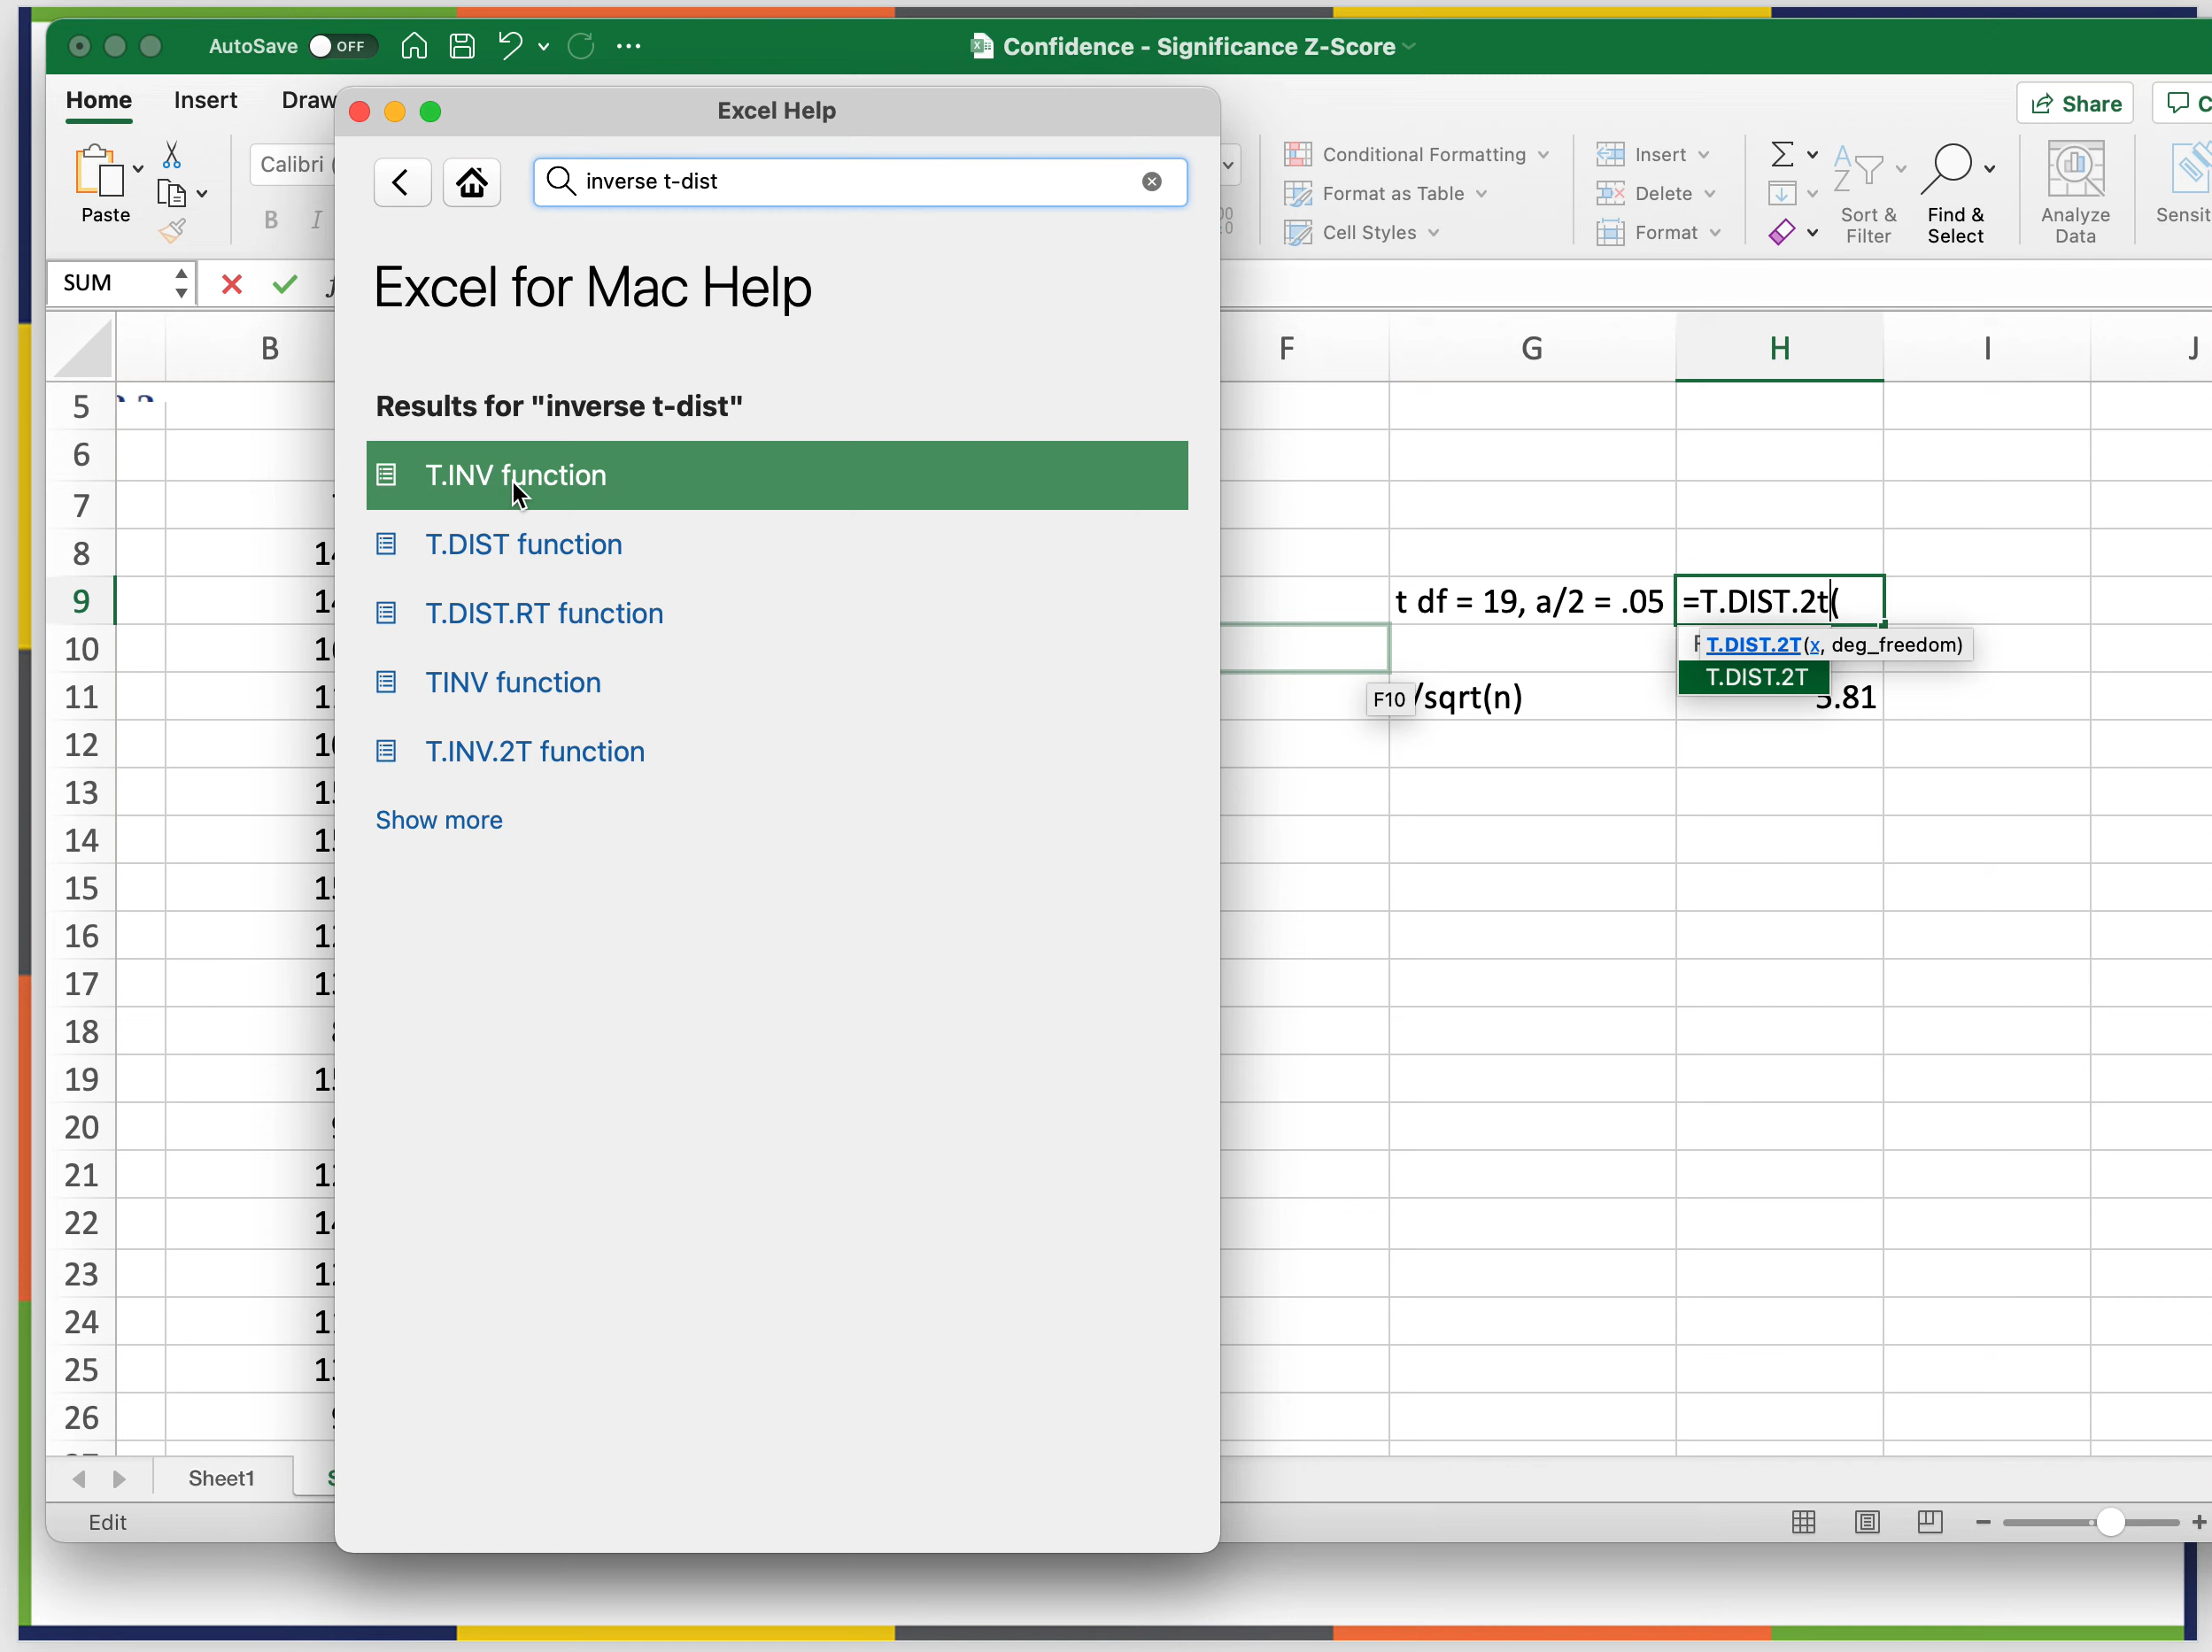 AutoSave OFF
Confidence - Significance Z-Score
Home Insert Draw
Share
Excel Help
Paste
Calibri
B I
inverse t-dist
Conditional Formatting
Format as Table
Cell Styles
Insert
Delete
Format
Sort &
Filter
Find &
Select
Analyze
Data
SUM
Excel for Mac Help
B F G H I J
Results for "inverse t-dist"
T.INV function
T.DIST function
T.DIST.RT function
TINV function
T.INV.2T function
Show more
5
6
7
8
9
10
11
12
13
14
15
16
17
18
19
20
21
22
23
24
25
26
t df = 19, a/2 = .05
=T.DIST.2t(
T.DIST.2T(x, deg_freedom)
T.DIST.2T
F10
/sqrt(n)
5.81
Sheet1
Edit